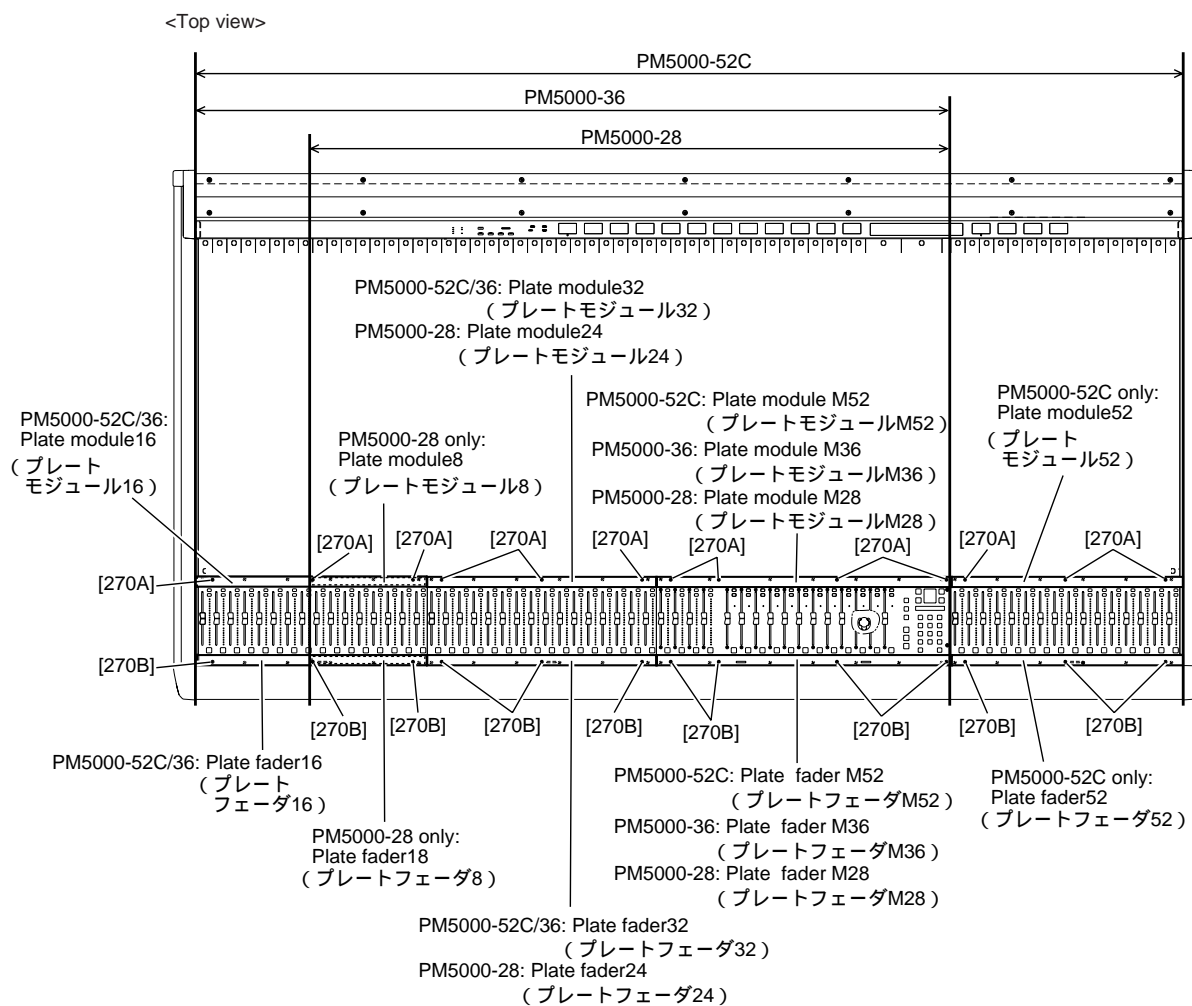 <Top view>
PM5000-52C
PM5000-36
PM5000-28
PM5000-52C/36: Plate module32
(プレートモジュール32)
PM5000-28: Plate module24
(プレートモジュール24)
PM5000-52C/36:
Plate module16
(プレート
モジュール16)
PM5000-28 only:
Plate module8
(プレートモジュール8)
PM5000-52C: Plate module M52
(プレートモジュールM52)
PM5000-36: Plate module M36
(プレートモジュールM36)
PM5000-28: Plate module M28
(プレートモジュールM28)
PM5000-52C only:
Plate module52
(プレート
モジュール52)
[270A] [270A] [270A] [270A] [270A] [270A] [270A] [270A]
[270A]
[270B]
[270B] [270B] [270B] [270B] [270B] [270B] [270B] [270B]
PM5000-52C/36: Plate fader16
(プレート
フェーダ16)
PM5000-28 only:
Plate fader18
(プレートフェーダ8)
PM5000-52C: Plate fader M52
(プレートフェーダM52)
PM5000-36: Plate fader M36
(プレートフェーダM36)
PM5000-28: Plate fader M28
(プレートフェーダM28)
PM5000-52C only:
Plate fader52
(プレートフェーダ52)
PM5000-52C/36: Plate fader32
(プレートフェーダ32)
PM5000-28: Plate fader24
(プレートフェーダ24)